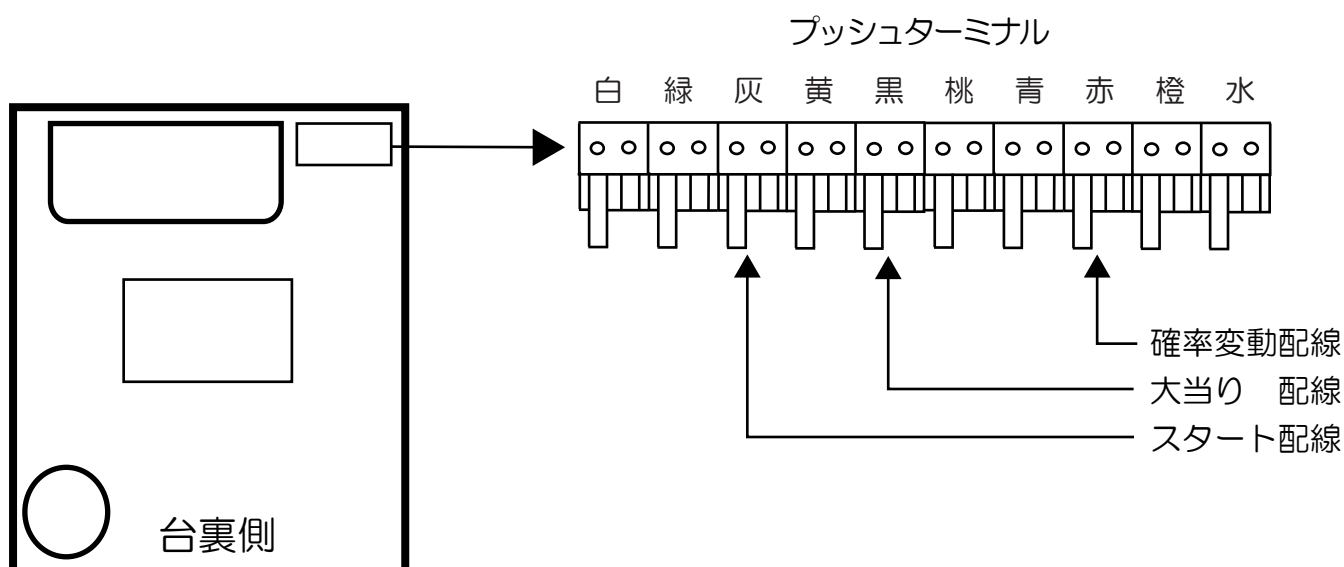 プッシュターミナル
白 緑 灰 黄 黒 桃 青 赤 橙 水
確率変動配線
大当り　配線
スタート配線
台裏側